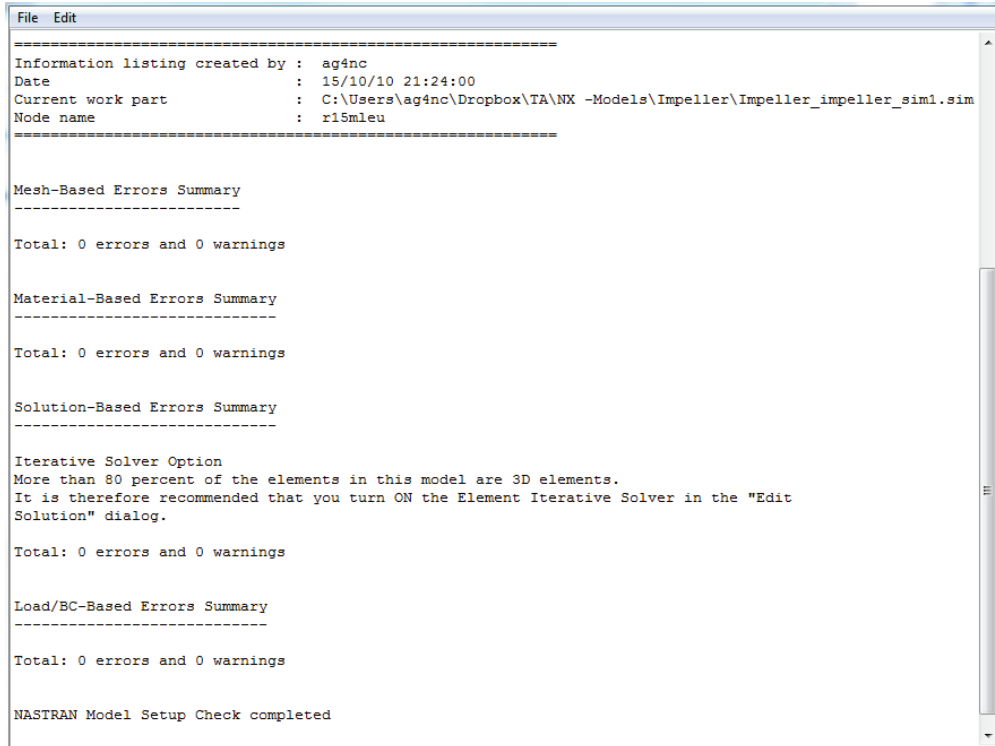 File Edit
============================================================
Information listing created by : ag4nc
Date : 15/10/10 21:24:00
Current work part : C:\Users\ag4nc\Dropbox\TA\NX -Models\Impeller\Impeller_impeller_sim1.sim
Node name : r15mleu
============================================================
Mesh-Based Errors Summary
-------------------------
Total: 0 errors and 0 warnings
Material-Based Errors Summary
-----------------------------
Total: 0 errors and 0 warnings
Solution-Based Errors Summary
-----------------------------
Iterative Solver Option
More than 80 percent of the elements in this model are 3D elements.
It is therefore recommended that you turn ON the Element Iterative Solver in the "Edit
Solution" dialog.
Total: 0 errors and 0 warnings
Load/BC-Based Errors Summary
----------------------------
Total: 0 errors and 0 warnings
NASTRAN Model Setup Check completed